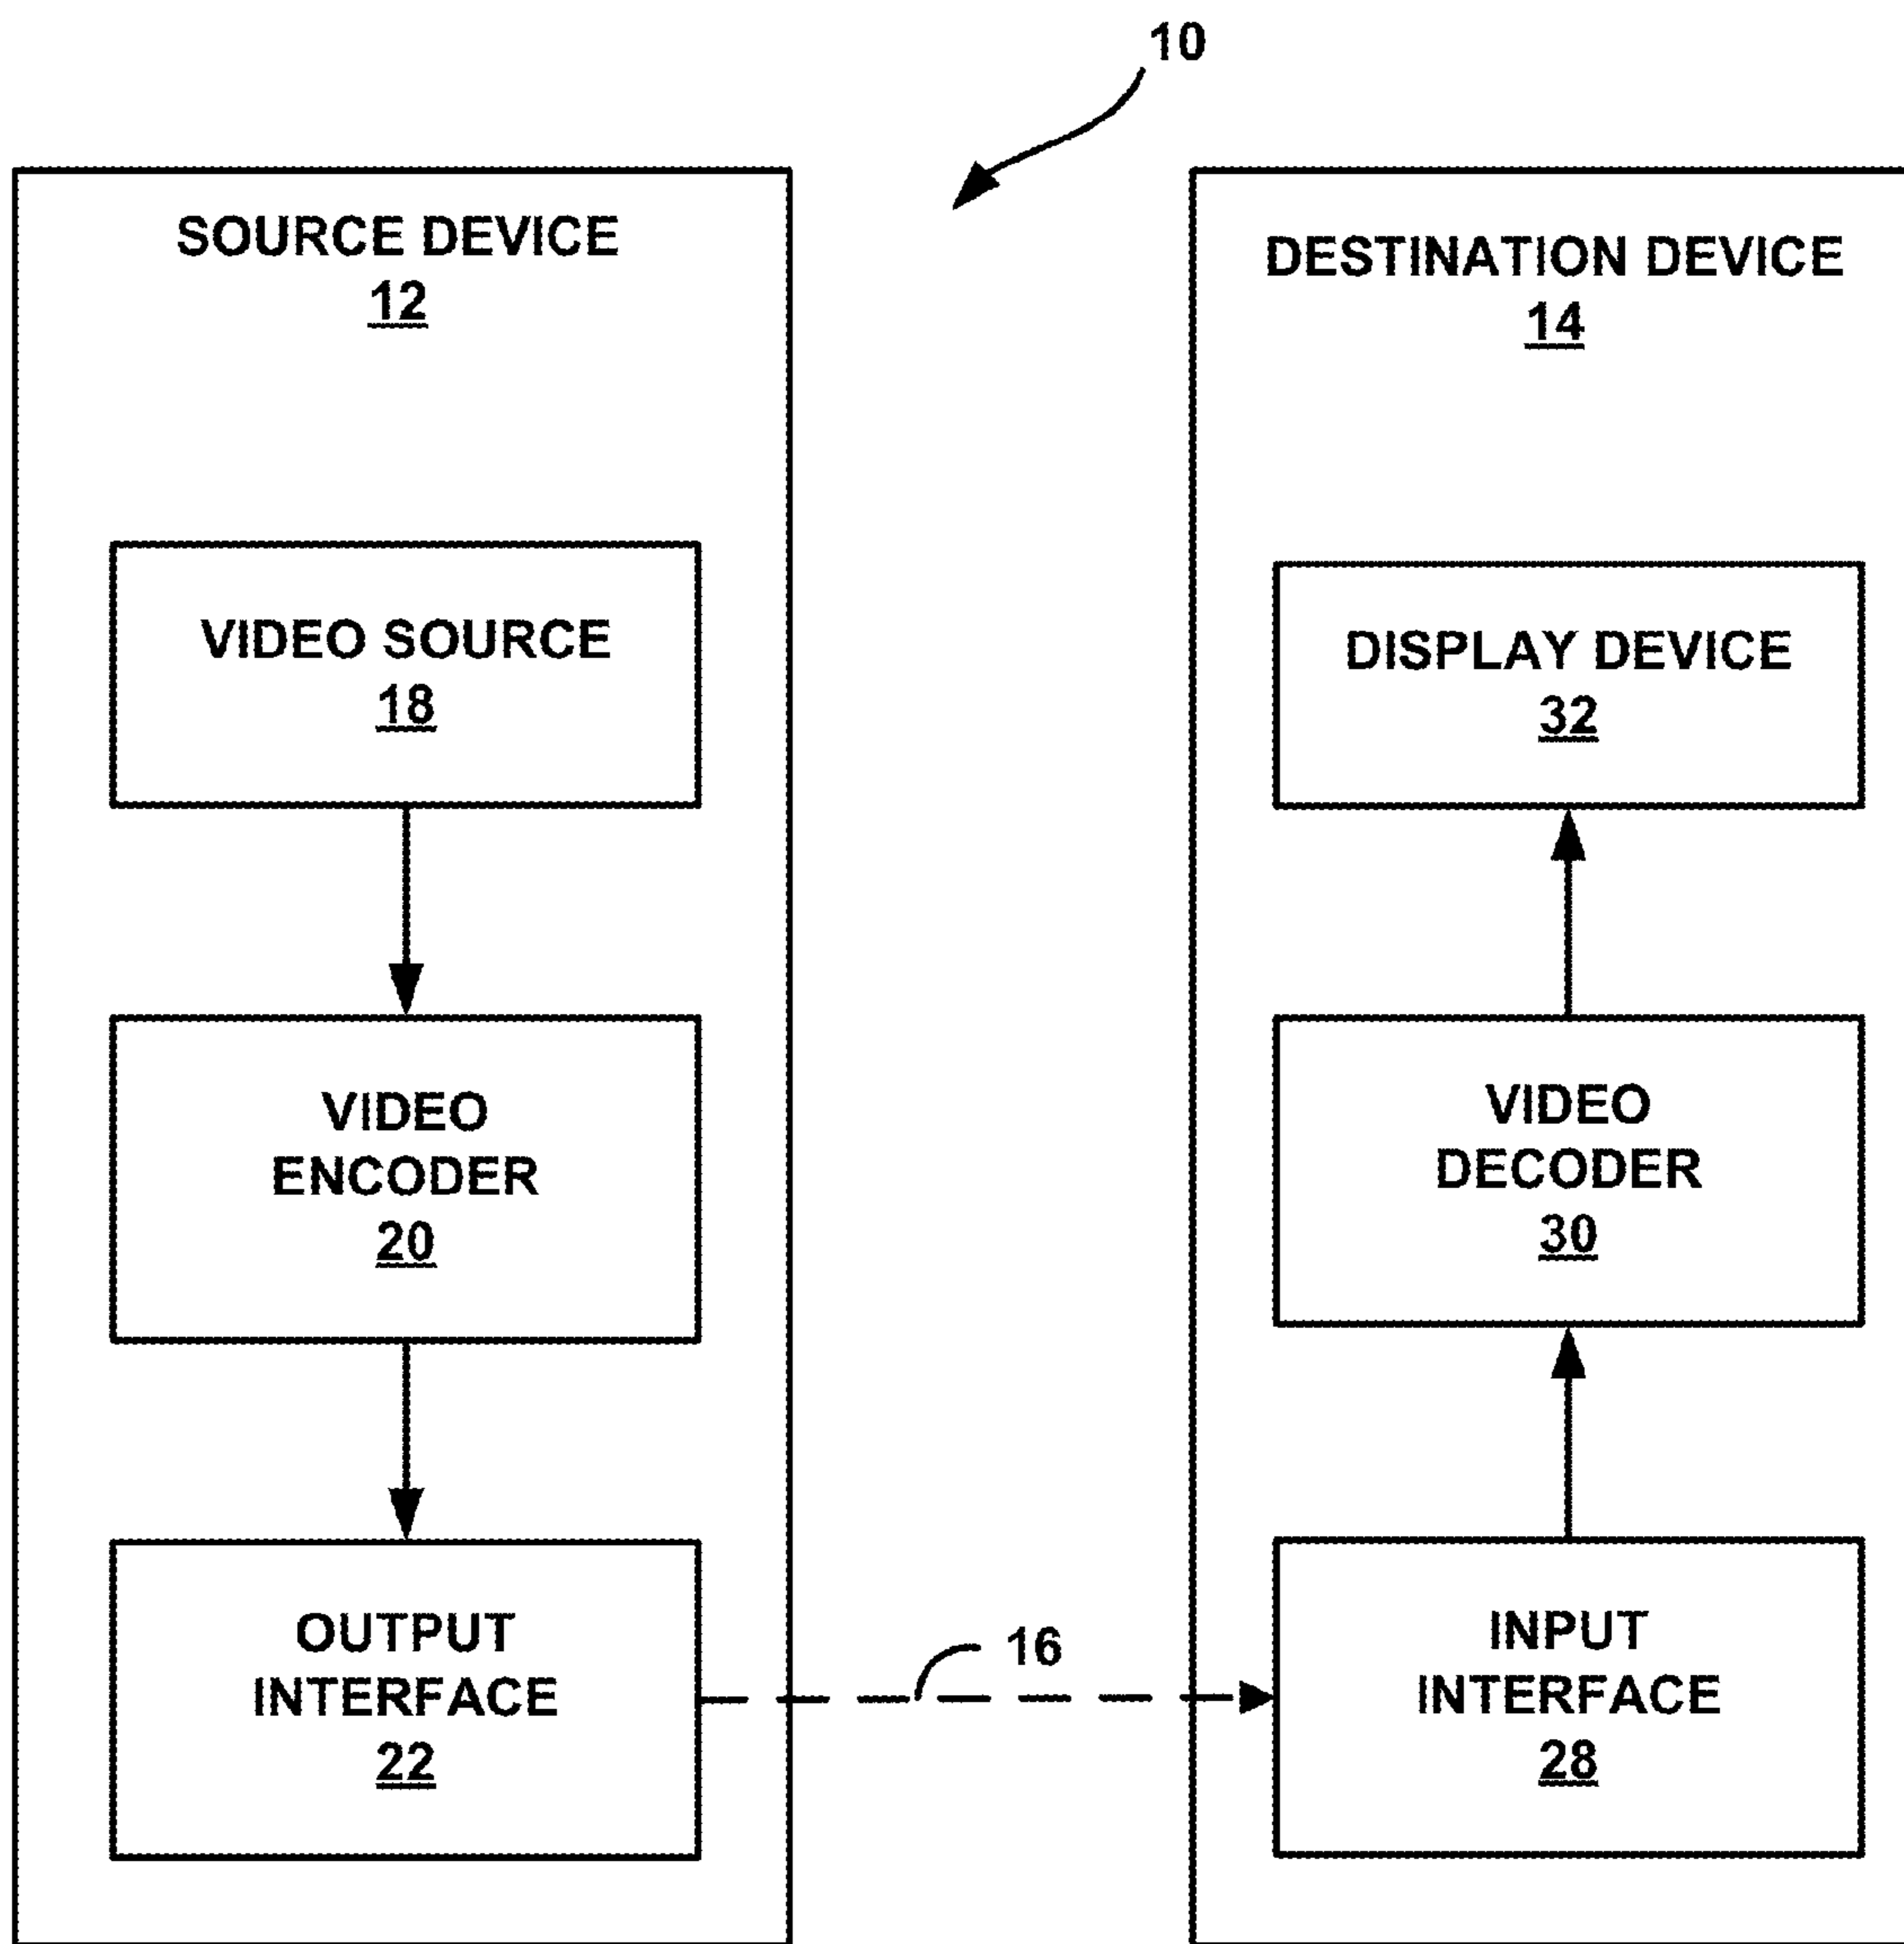 10
SOURCE DEVICE
12
VIDEO SOURCE
18
VIDEO
ENCODER
20
OUTPUT
INTERFACE
22
16
DESTINATION DEVICE
14
DISPLAY DEVICE
32
VIDEO
DECODER
30
INPUT
INTERFACE
28